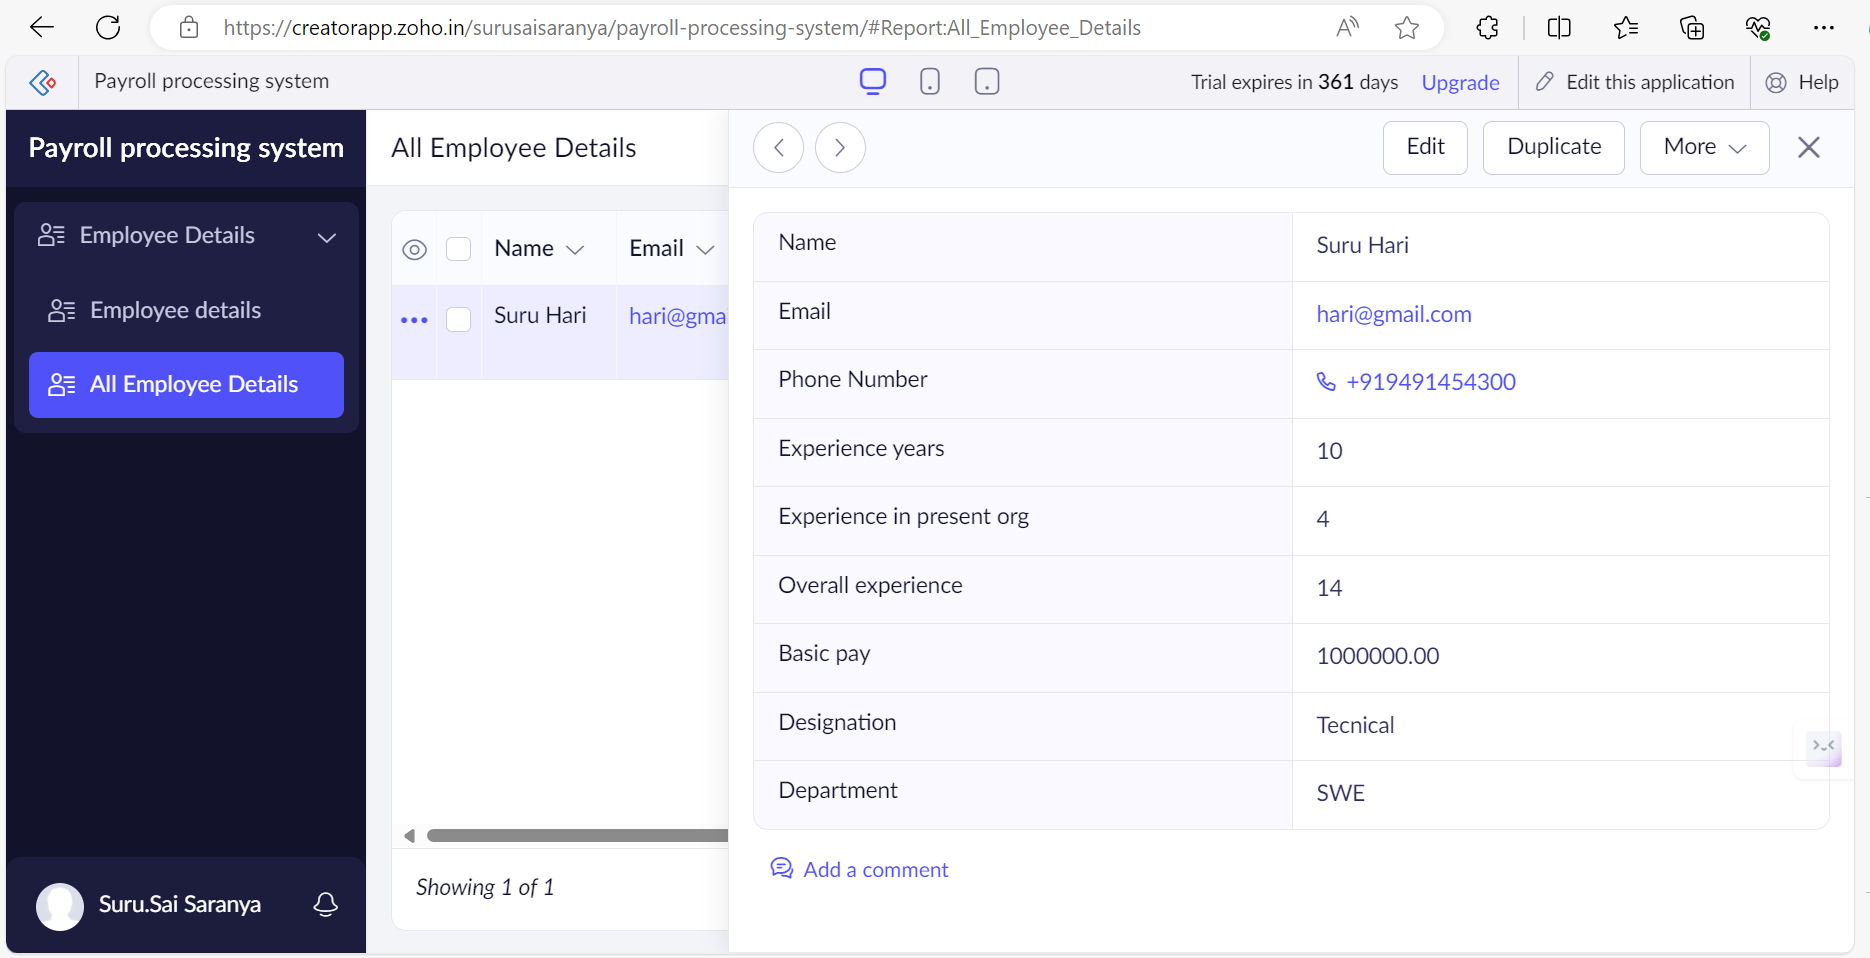 https://creatorapp.zoho.in/surusaisaranya/payroll-processing-system/#Report:All_Employee_Details
Payroll processing system
Trial expires in 361 days
Upgrade
Edit this application
Help
Payroll processing system
Employee Details
Employee details
All Employee Details
Suru.Sai Saranya
All Employee Details
Name
Email
Suru Hari
hari@gma
Showing 1 of 1
Edit
Duplicate
More
Name
Suru Hari
Email
hari@gmail.com
Phone Number
+919491454300
Experience years
10
Experience in present org
4
Overall experience
14
Basic pay
1000000.00
Designation
Tecnical
Department
SWE
Add a comment